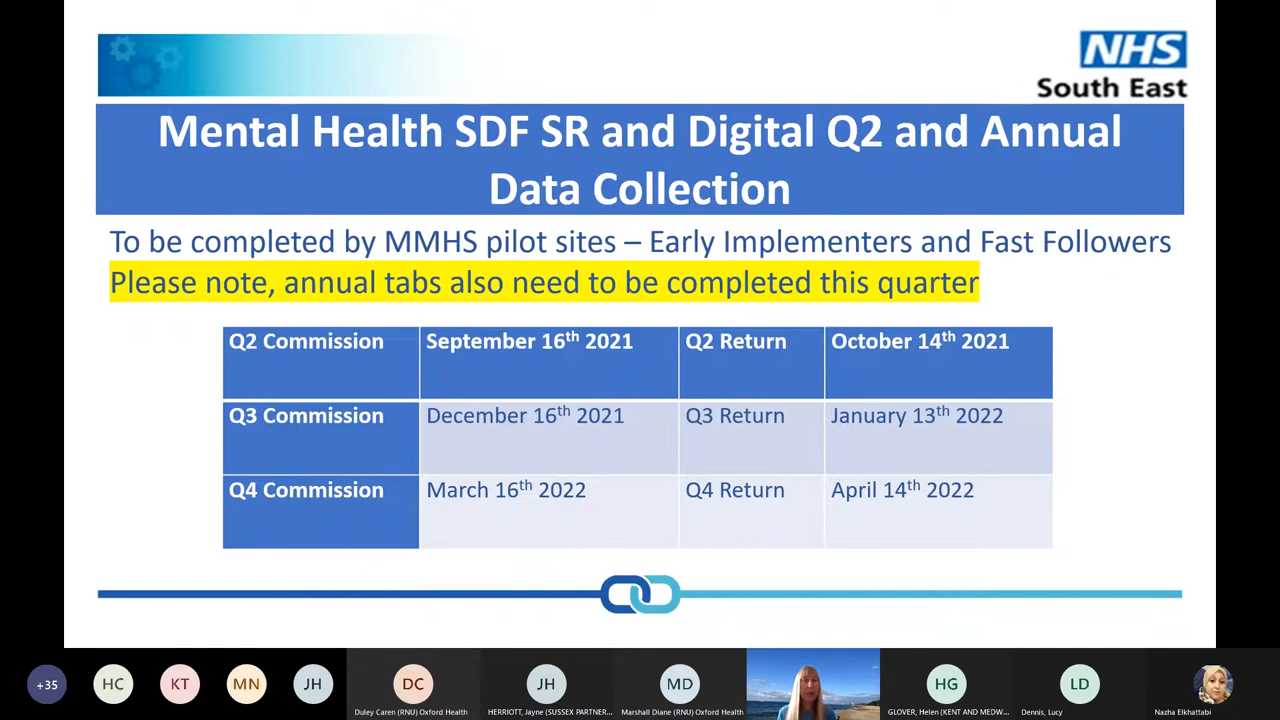 NHS
South East
Mental Health SDF SR and Digital Q2 and Annual
Data Collection
To be completed by MMHS pilot sites – Early Implementers and Fast Followers
Please note, annual tabs also need to be completed this quarter
Q2 Commission September 16th 2021 Q2 Return October 14th 2021
Q3 Commission December 16th 2021 Q3 Return January 13th 2022
Q4 Commission March 16th 2022 Q4 Return April 14th 2022
+35 HC KT MN JH DC JH MD HG LD
Duley Caren (RNU) Oxford Health HERRIOTT, Jayne (SUSSEX PARTNER... Marshall Diane (RNU) Oxford Health GLOVER, Helen (KENT AND MEDW... Dennis, Lucy Nazha Elkhattabi